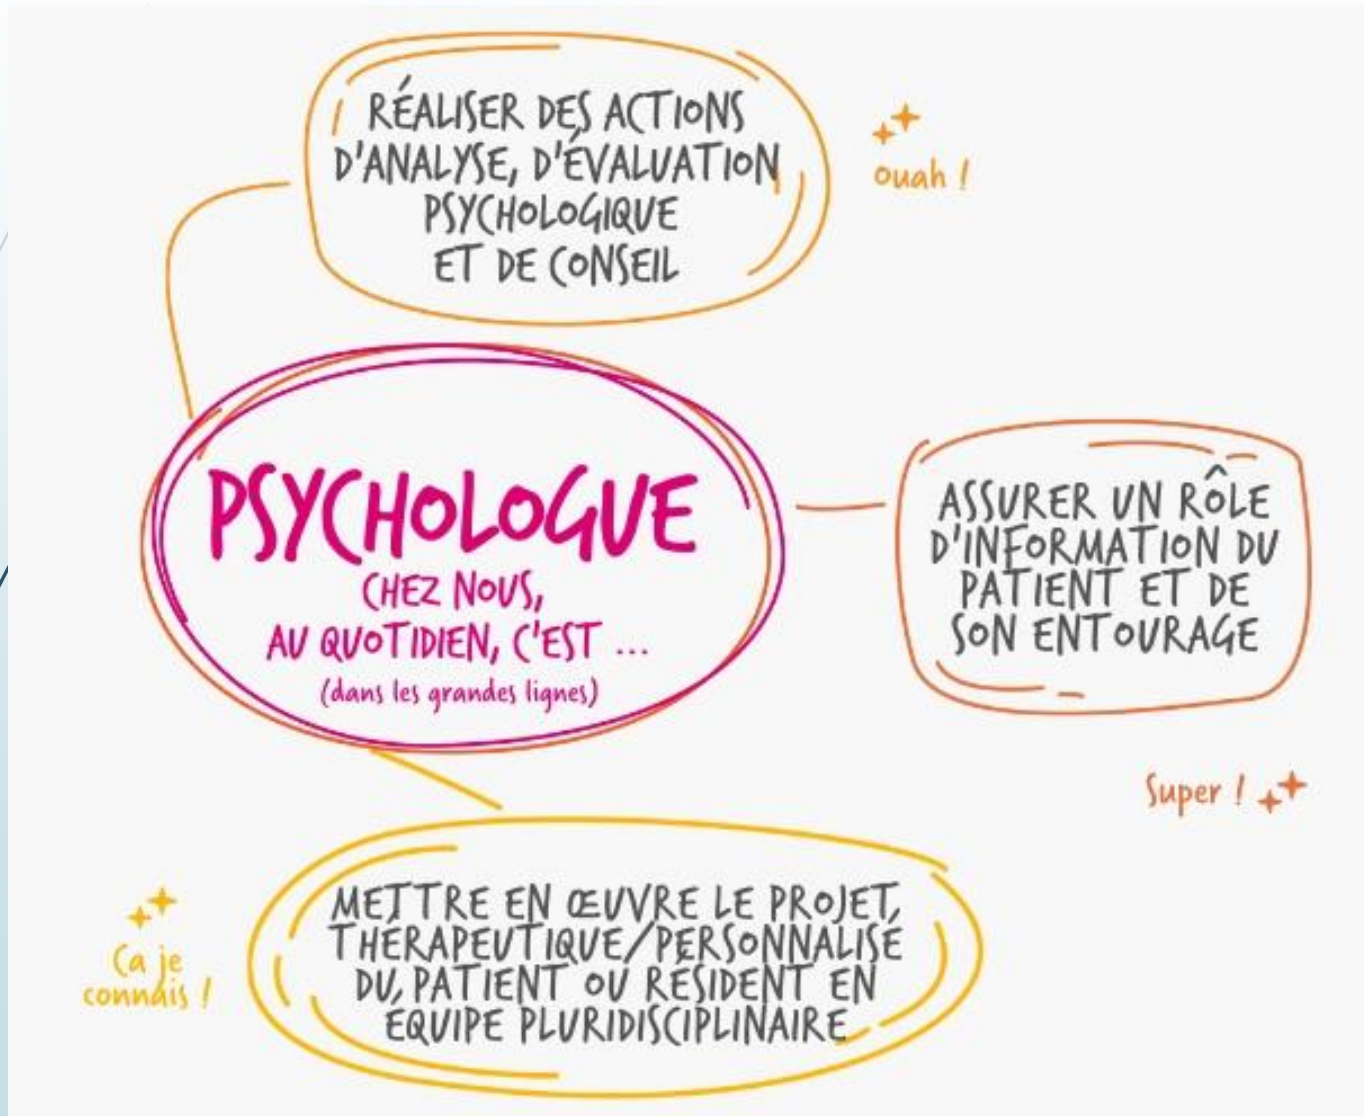 RÉALISER DES ACTIONS
D'ANALYSE, D'ÉVALUATION
PSYCHOLOGIQUE
ET DE CONSEIL
ouah !
PSYCHOLOGUE
CHEZ NOUS,
AU QUOTIDIEN, C'EST ...
(dans les grandes lignes)
ASSURER UN RÔLE
D'INFORMATION DU
PATIENT ET DE
SON ENTOURAGE
Super !
METTRE EN ŒUVRE LE PROJET
THÉRAPEUTIQUE/PERSONNALISÉ
DU PATIENT OU RÉSIDENT EN
ÉQUIPE PLURIDISCIPLINAIRE
Ca je
connais !